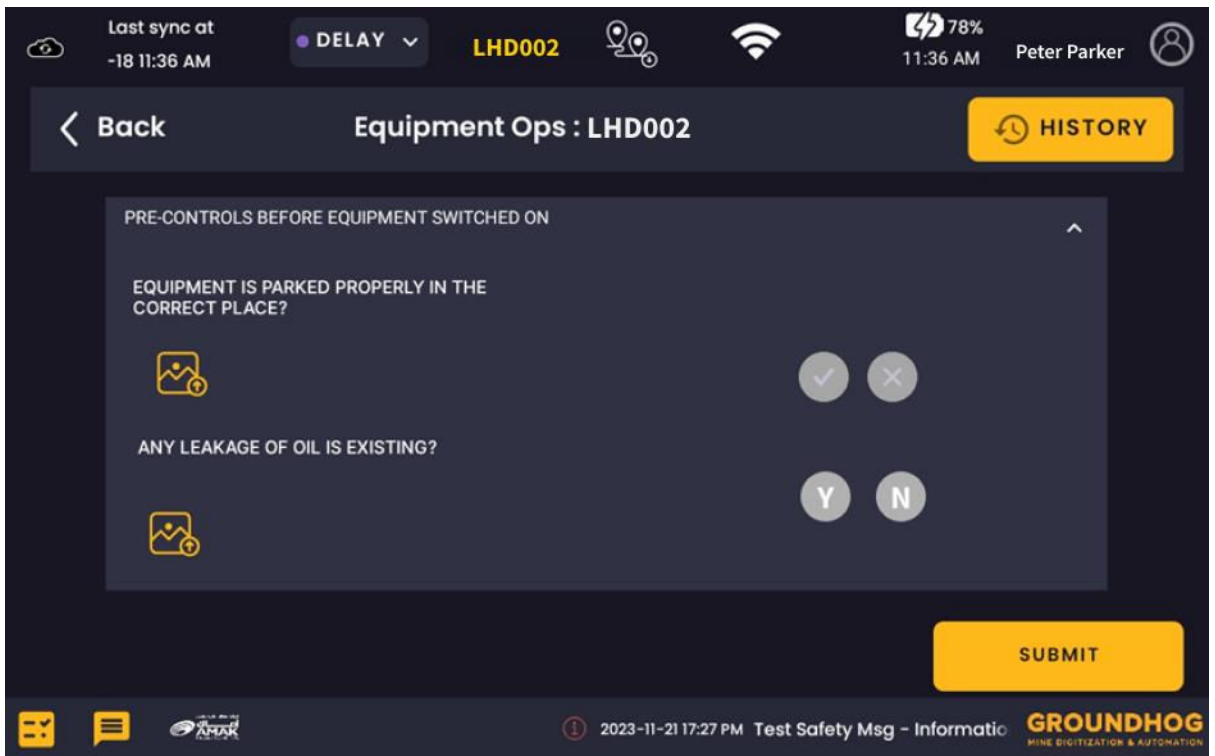 Last sync at
-18 11:36 AM
DELAY
LHD002
78%
11:36 AM
Peter Parker
Back
Equipment Ops : LHD002
HISTORY
PRE-CONTROLS BEFORE EQUIPMENT SWITCHED ON
EQUIPMENT IS PARKED PROPERLY IN THE
CORRECT PLACE?
ANY LEAKAGE OF OIL IS EXISTING?
Y N
SUBMIT
AMAK
2023-11-21 17:27 PM Test Safety Msg - Informatio
GROUNDHOG
MINE DIGITIZATION & AUTOMATION